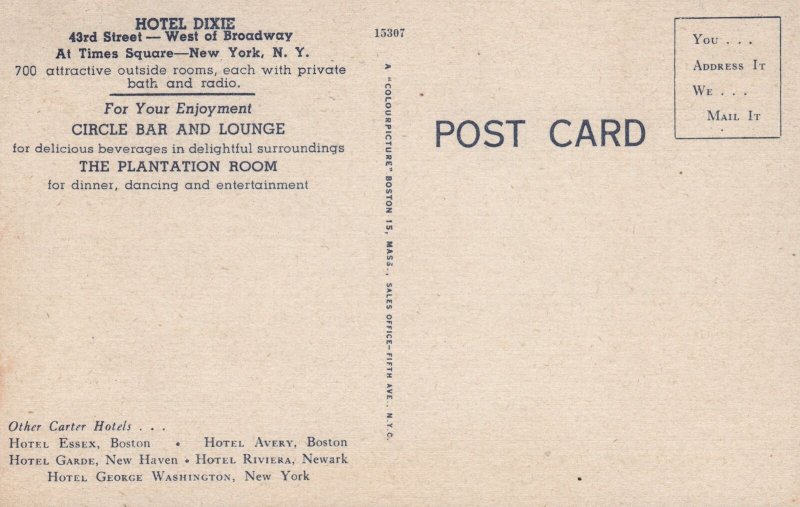 HOTEL DIXIE
43rd Street — West of Broadway
At Times Square—New York, N. Y.
700 attractive outside rooms, each with private
bath and radio.
For Your Enjoyment
CIRCLE BAR AND LOUNGE
for delicious beverages in delightful surroundings
THE PLANTATION ROOM
for dinner, dancing and entertainment
Other Carter Hotels . . .
HOTEL ESSEX, Boston • HOTEL AVERY, Boston
HOTEL GARDE, New Haven • HOTEL RIVIERA, Newark
HOTEL GEORGE WASHINGTON, New York
15307
A "COLOURPICTURE" BOSTON 15, MASS., SALES OFFICE—FIFTH AVE., N.Y.C.
POST CARD
YOU . . .
ADDRESS IT
WE . . .
MAIL IT